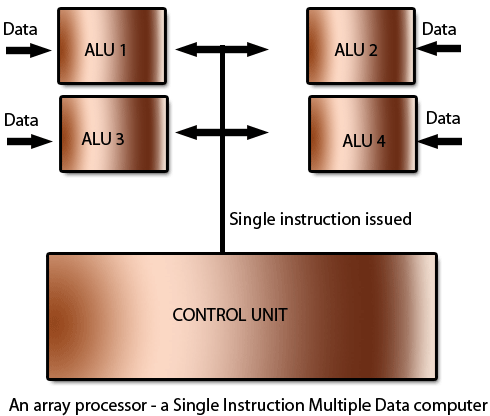 Data
ALU 1
ALU 2
Data
Data
ALU 3
ALU 4
Data
Single instruction issued
CONTROL UNIT
An array processor - a Single Instruction Multiple Data computer